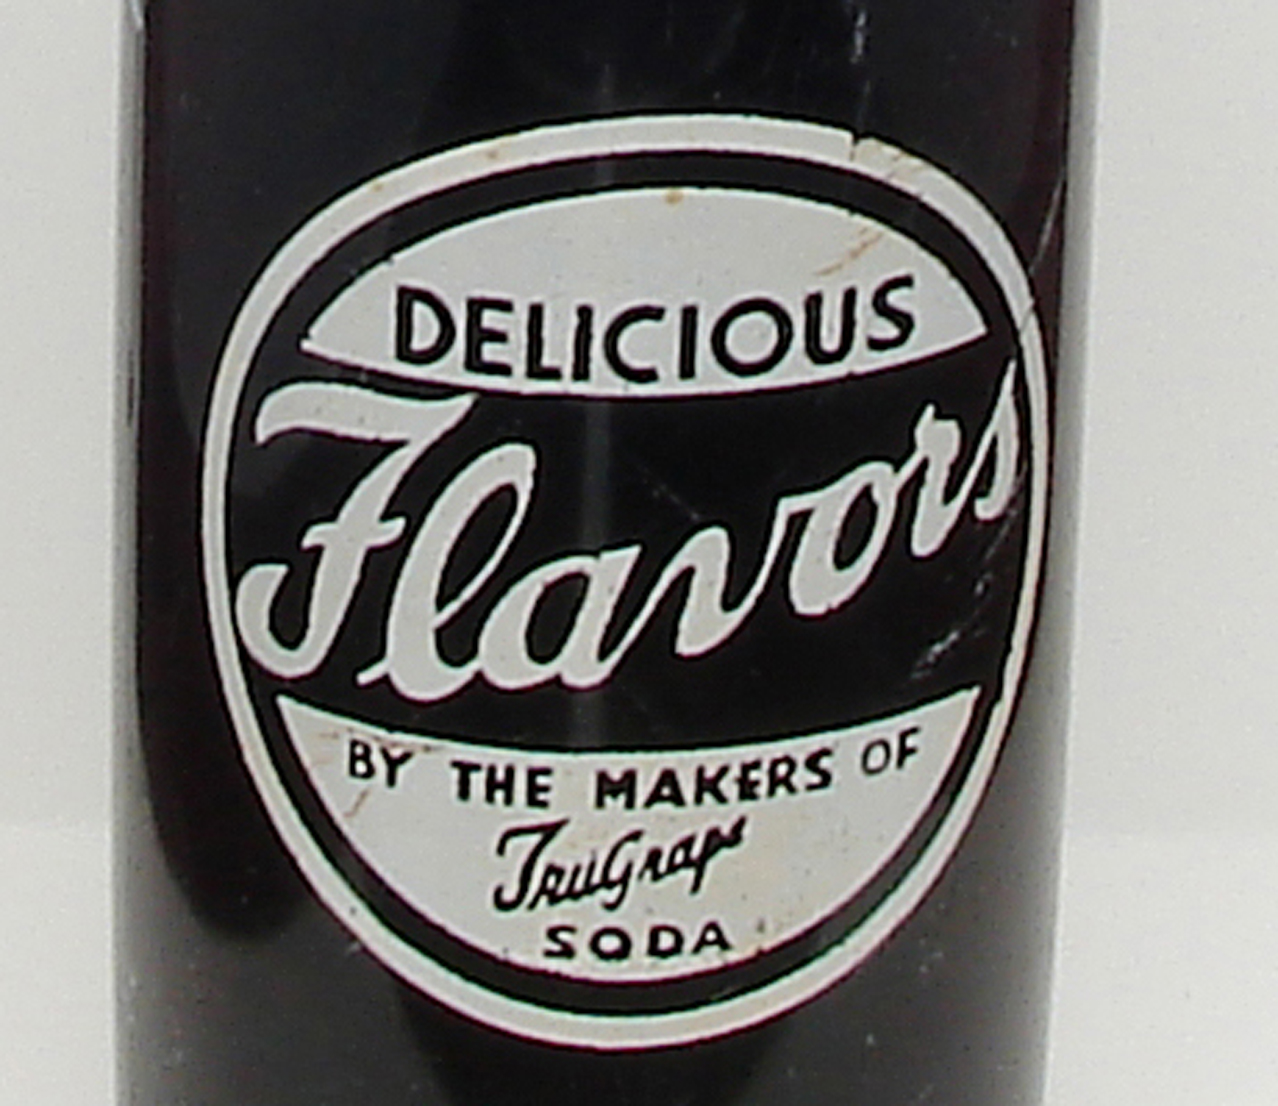 DELICIOUS
Flavors
BY THE MAKERS OF
TruGrape
SODA